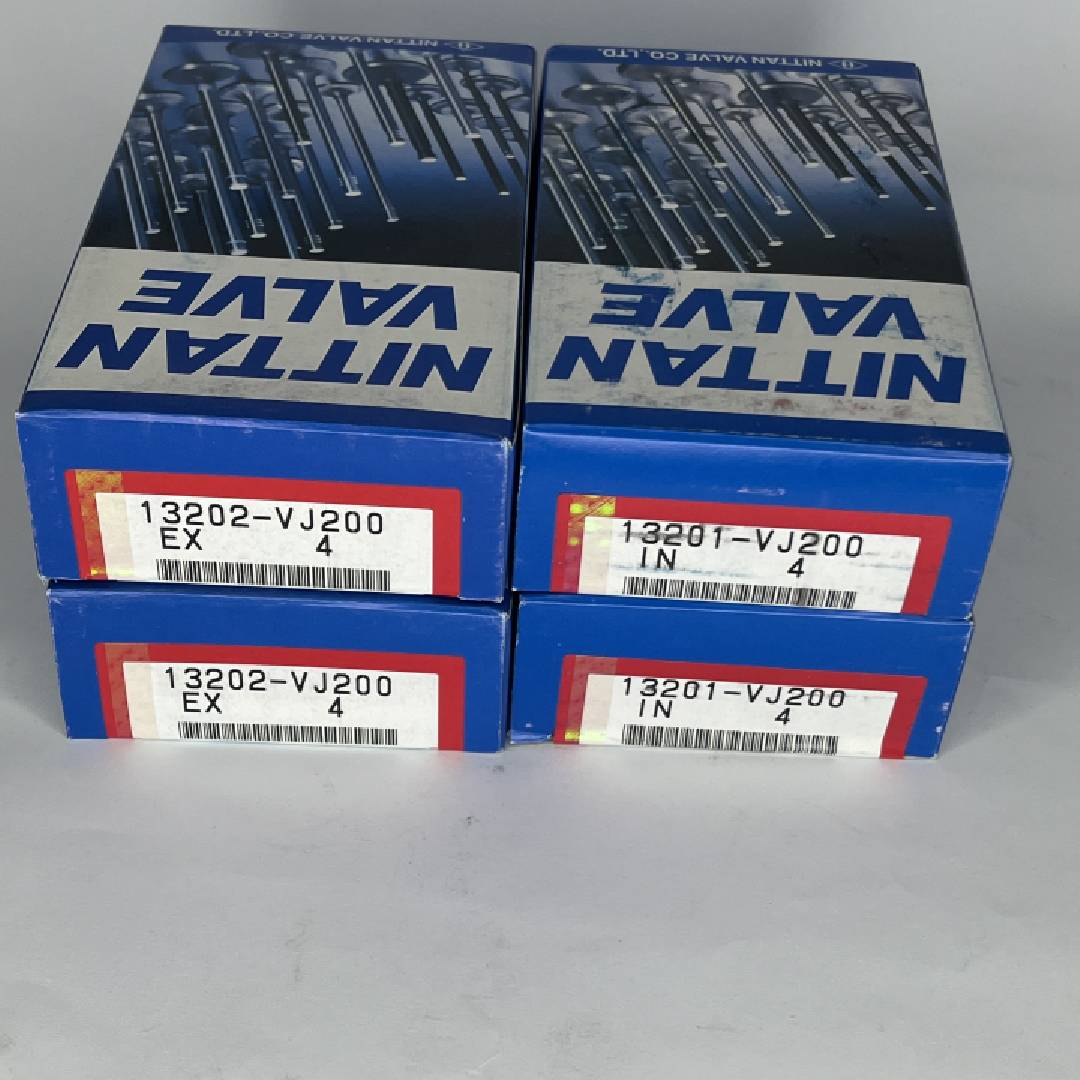 NITTAN VALVE CO.,LTD.
VALVE
NITTAN
13202-VJ200
EX 4
13202-VJ200
EX 4
NITTAN VALVE CO.,LTD.
VALVE
NITTAN
13201-VJ200
IN 4
13201-VJ200
IN 4